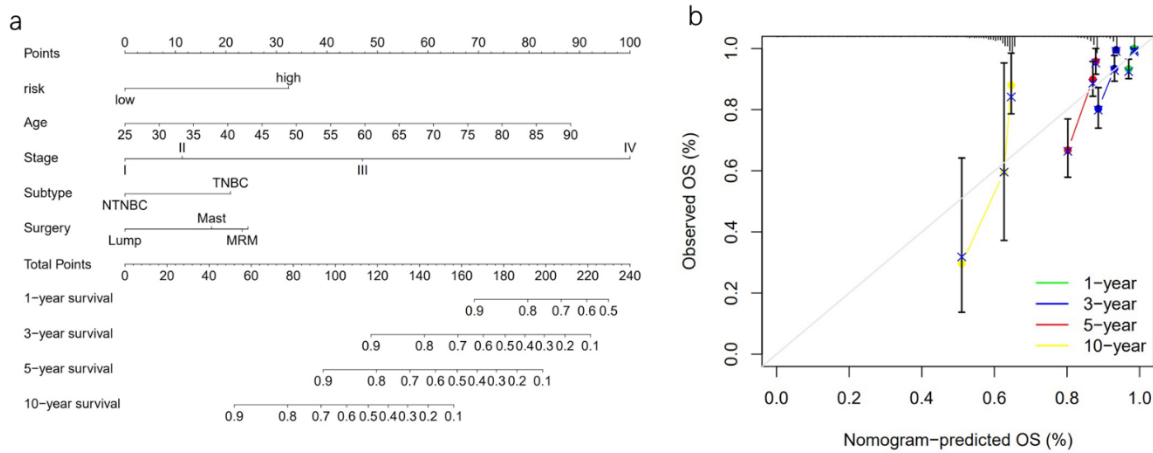 a
Points
0 10 20 30 40 50 60 70 80 90 100
risk
high
low
Age
25 30 35 40 45 50 55 60 65 70 75 80 85 90
Stage
II IV
I III
Subtype
TNBC
NTNBC
Surgery
Mast
Lump MRM
Total Points
0 20 40 60 80 100 120 140 160 180 200 220 240
1−year survival
0.9 0.8 0.7 0.6 0.5
3−year survival
0.9 0.8 0.7 0.6 0.5 0.4 0.3 0.2 0.1
5−year survival
0.9 0.8 0.7 0.6 0.5 0.4 0.3 0.2 0.1
10−year survival
0.9 0.8 0.7 0.6 0.5 0.4 0.3 0.2 0.1
b
Observed OS (%)
1.0
0.8
0.6
0.4
0.2
0.0
1−year
3−year
5−year
10−year
0.0 0.2 0.4 0.6 0.8 1.0
Nomogram−predicted OS (%)